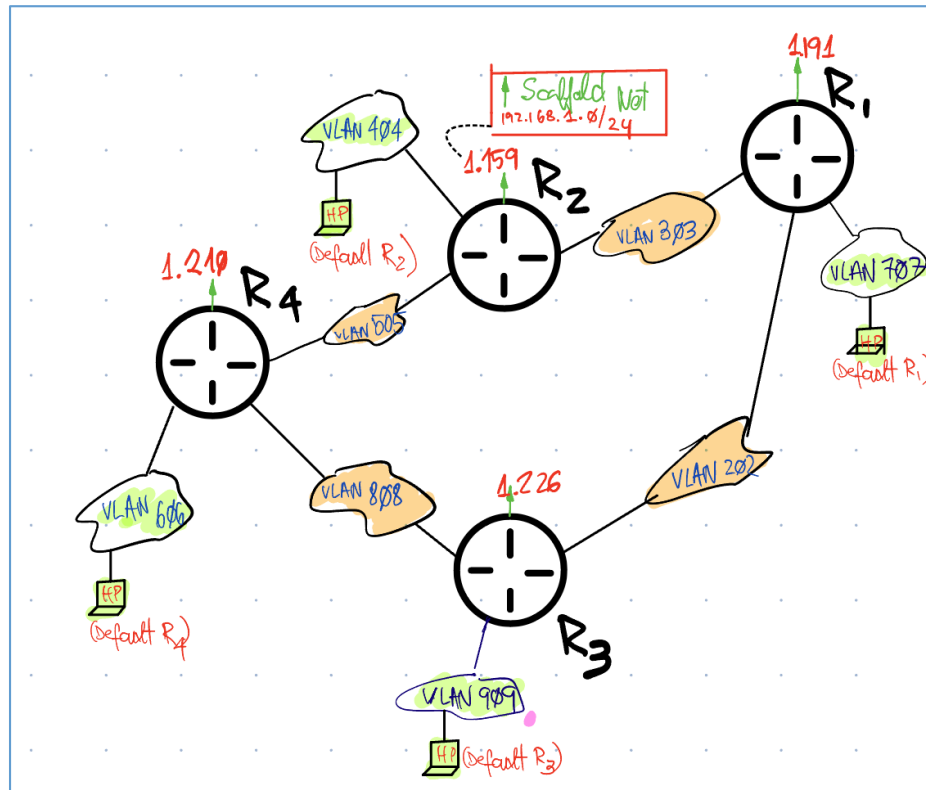 1.191
R1
↑ Scaffold Net
192.168.1.0/24
VLAN 404
1.159
R2
HP
(Default R2)
VLAN 303
VLAN 707
HP
(Default R1)
1.210
R4
VLAN 505
VLAN 202
VLAN 808
1.226
VLAN 606
HP
(Default R4)
R3
VLAN 909
HP (Default R3)